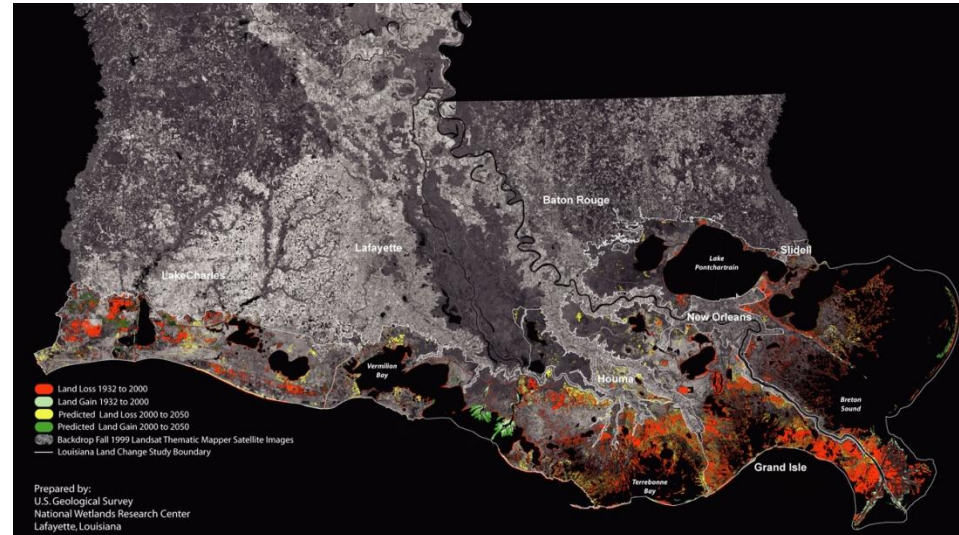 Baton Rouge
Slidell
Lafayette
Lake
Pontchartrain
LakeCharles
New Orleans
Vermilion
Bay
Houma
Breton
Sound
Grand Isle
Terrebonne
Bay
Land Loss 1932 to 2000
Land Gain 1932 to 2000
Predicted Land Loss 2000 to 2050
Predicted Land Gain 2000 to 2050
Backdrop Fall 1999 Landsat Thematic Mapper Satellite Images
Louisiana Land Change Study Boundary
Prepared by:
U.S. Geological Survey
National Wetlands Research Center
Lafayette, Louisiana